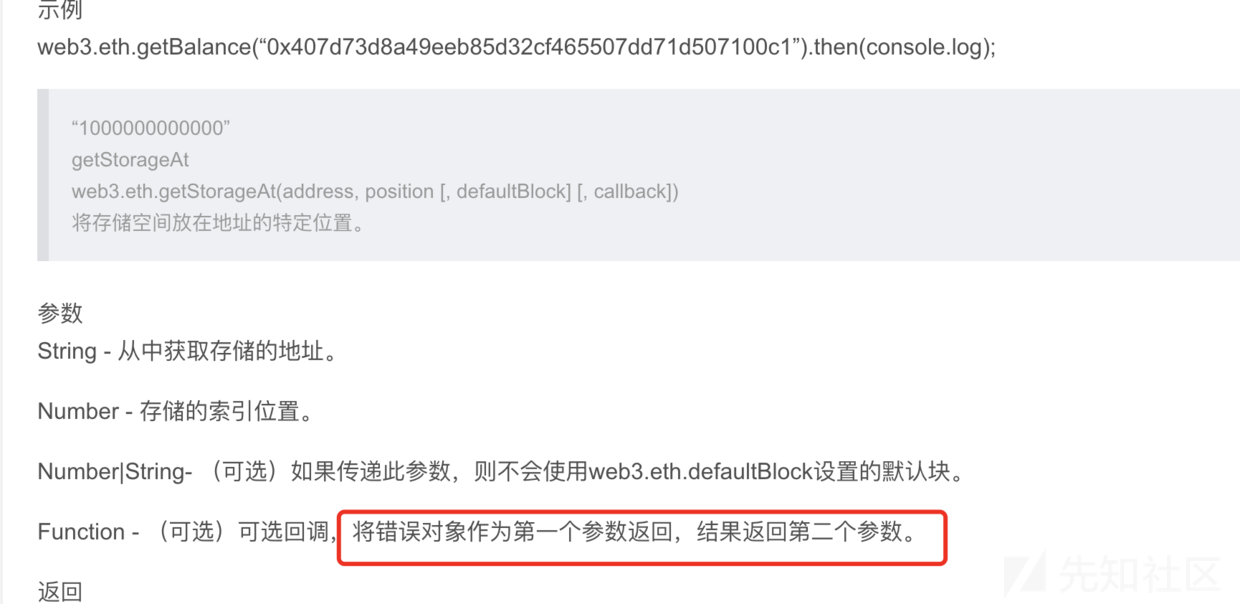 示例
web3.eth.getBalance(“0x407d73d8a49eeb85d32cf465507dd71d507100c1”).then(console.log);
“1000000000000”
getStorageAt
web3.eth.getStorageAt(address, position [, defaultBlock] [, callback])
将存储空间放在地址的特定位置。
参数
String - 从中获取存储的地址。
Number - 存储的索引位置。
Number|String- （可选）如果传递此参数，则不会使用web3.eth.defaultBlock设置的默认块。
Function - （可选）可选回调，将错误对象作为第一个参数返回，结果返回第二个参数。
返回
先知社区